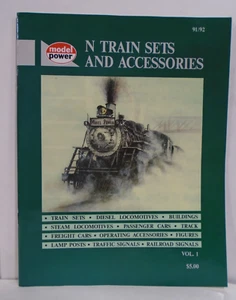 91/92
model
power
N TRAIN SETS
AND ACCESSORIES
• TRAIN SETS • DIESEL LOCOMOTIVES • BUILDINGS
• STEAM LOCOMOTIVES • PASSENGER CARS • TRACK
• FREIGHT CARS • OPERATING ACCESSORIES • FIGURES
• LAMP POSTS • TRAFFIC SIGNALS • RAILROAD SIGNALS
VOL. 1
$5.00